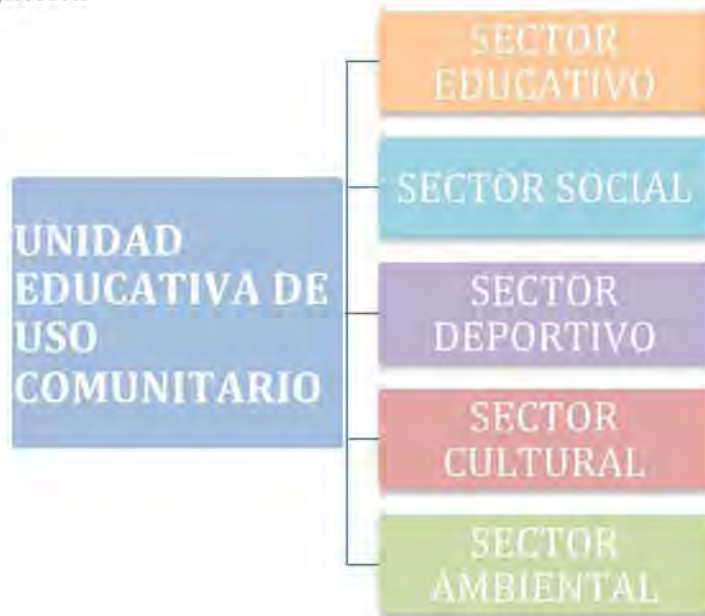 UNIDAD
EDUCATIVA DE
USO
COMUNITARIO
SECTOR
EDUCATIVO
SECTOR SOCIAL
SECTOR
DEPORTIVO
SECTOR
CULTURAL
SECTOR
AMBIENTAL